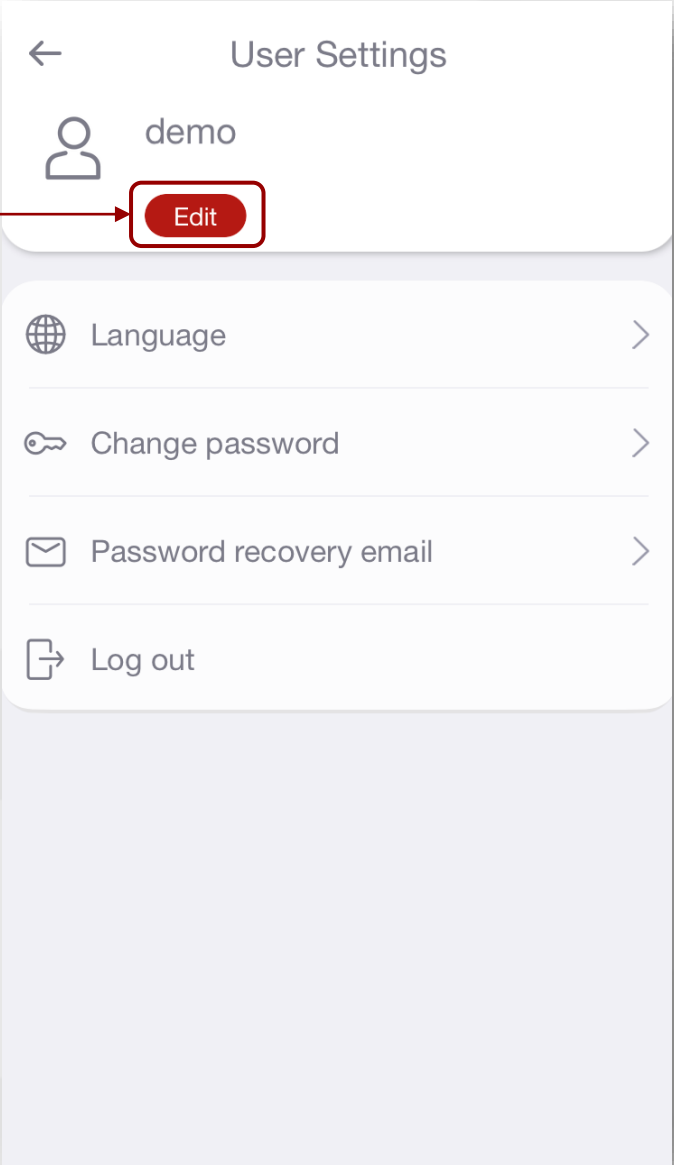 User Settings
demo
Edit
Language
Change password
Password recovery email
Log out